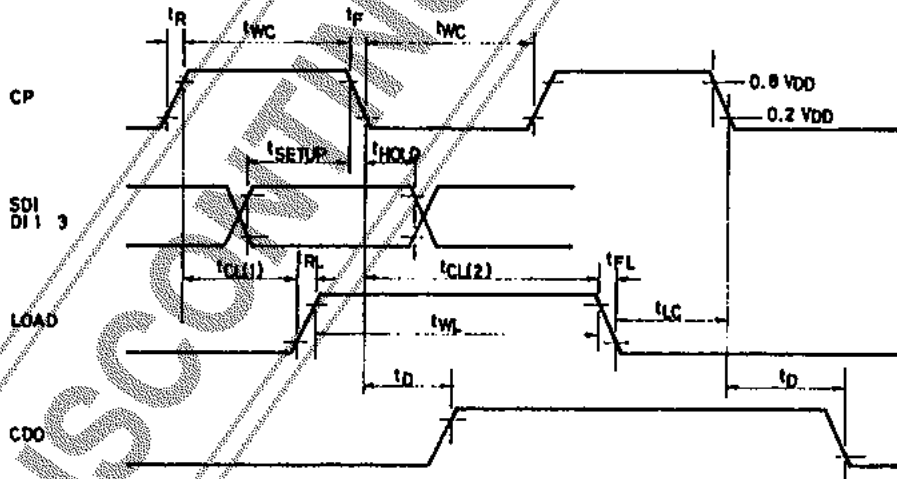 tR tWC tF tWC
CP
0.8 VDD
0.2 VDD
tSETUP tHOLD
SDI
DI 1 3
tCL(1) tRL tCL(2) tFL
LOAD
tWL
tLC
tD tD
CDO
DISCONTIN